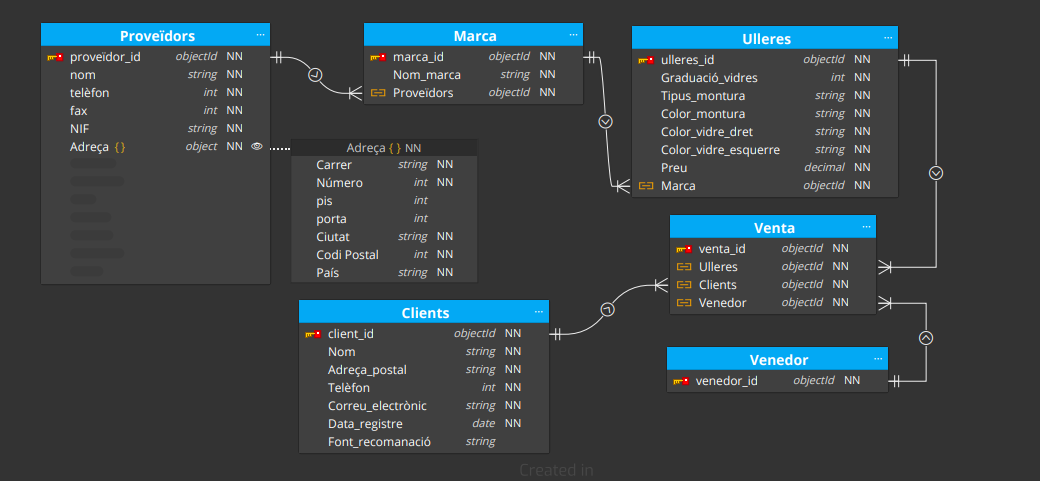 Proveïdors ...
proveïdor_id objectId NN
nom string NN
telèfon int NN
fax int NN
NIF string NN
Adreça { } object NN
Adreça { } NN
Carrer string NN
Número int NN
pis int
porta int
Ciutat string NN
Codi Postal int NN
País string NN
Marca ...
marca_id objectId NN
Nom_marca string NN
Proveïdors objectId NN
Ulleres ...
ulleres_id objectId NN
Graduació_vidres int NN
Tipus_montura string NN
Color_montura string NN
Color_vidre_dret string NN
Color_vidre_esquerre string NN
Preu decimal NN
Marca objectId NN
Venta ...
venta_id objectId NN
Ulleres objectId NN
Clients objectId NN
Venedor objectId NN
Clients ...
client_id objectId NN
Nom string NN
Adreça_postal string NN
Telèfon int NN
Correu_electrònic string NN
Data_registre date NN
Font_recomanació string
Venedor ...
venedor_id objectId NN
Created in